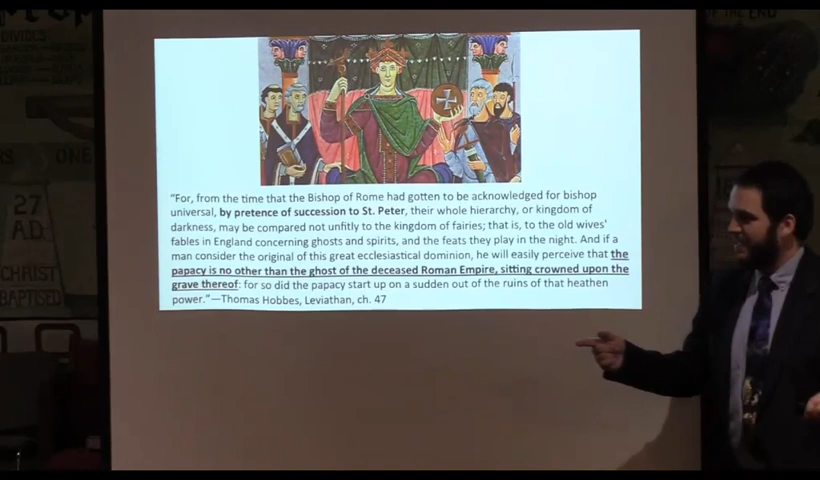 OF THE END
DIVIDES
RS
ONE
27
A.D.
CHRIST
BAPTISED
“For, from the time that the Bishop of Rome had gotten to be acknowledged for bishop
universal, by pretence of succession to St. Peter, their whole hierarchy, or kingdom of
darkness, may be compared not unfitly to the kingdom of fairies; that is, to the old wives’
fables in England concerning ghosts and spirits, and the feats they play in the night. And if a
man consider the original of this great ecclesiastical dominion, he will easily perceive that the
papacy is no other than the ghost of the deceased Roman Empire, sitting crowned upon the
grave thereof: for so did the papacy start up on a sudden out of the ruins of that heathen
power.”—Thomas Hobbes, Leviathan, ch. 47